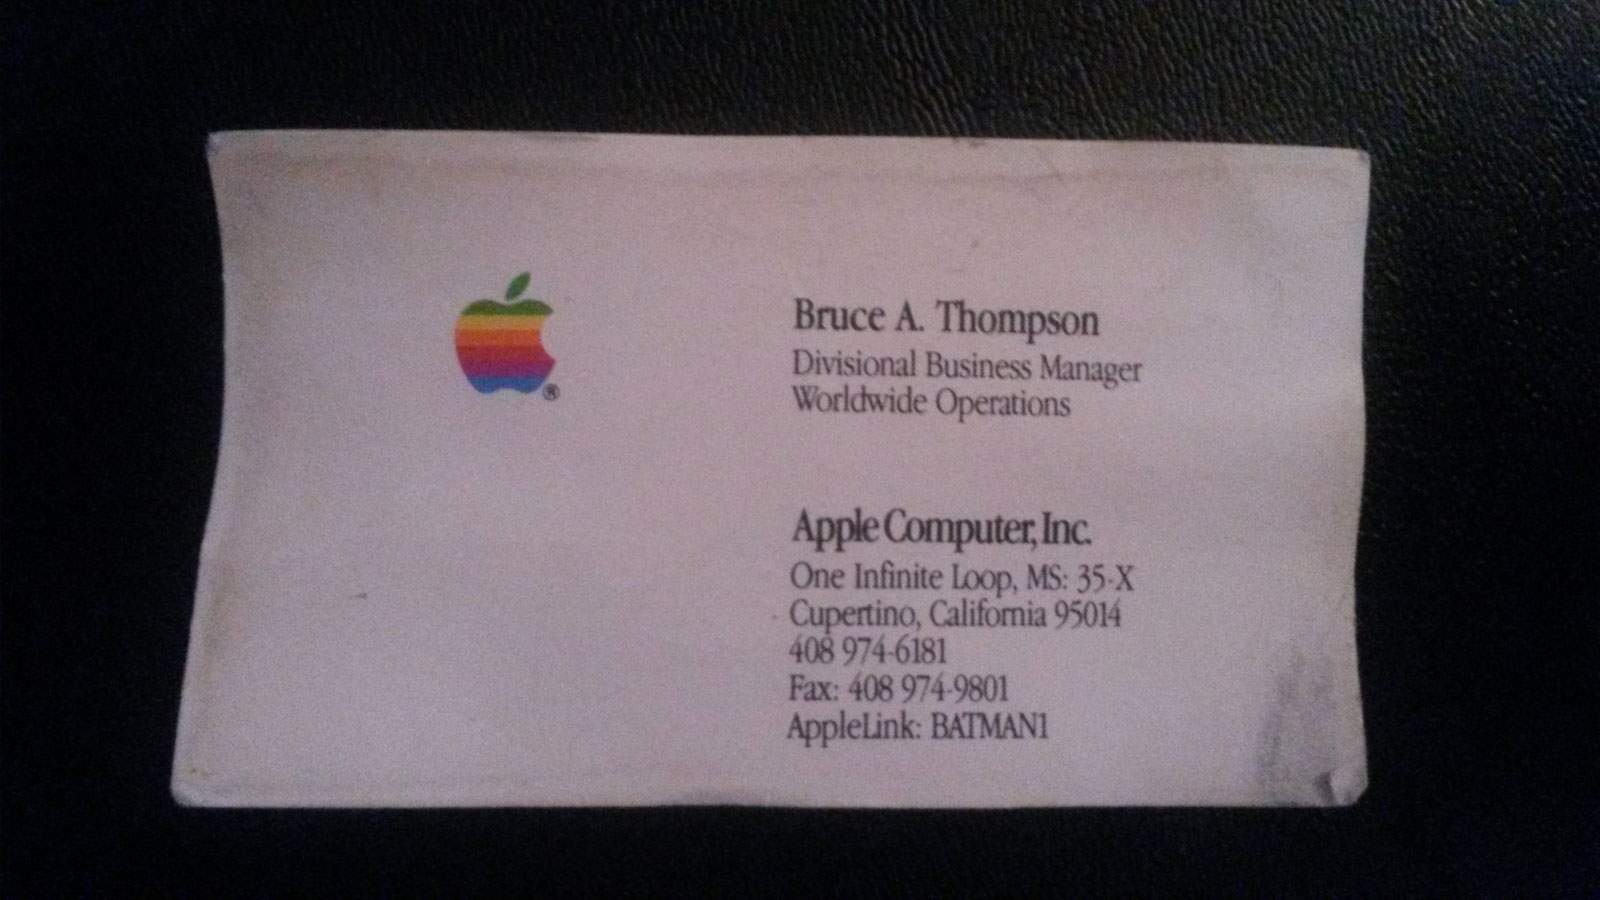 Bruce A. Thompson
Divisional Business Manager
Worldwide Operations
Apple Computer, Inc.
One Infinite Loop, MS: 35-X
Cupertino, California 95014
408 974-6181
Fax: 408 974-9801
AppleLink: BATMAN1
®